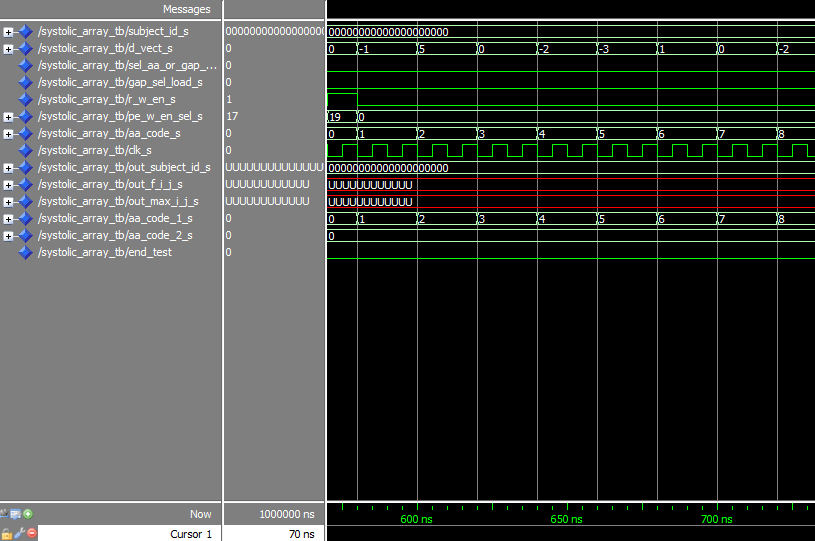 Messages
/systolic_array_tb/subject_id_s 00000000000000000000 00000000000000000000
/systolic_array_tb/d_vect_s 0 0 -1 5 0 -2 -3 1 0 -2
/systolic_array_tb/sel_aa_or_gap_... 0
/systolic_array_tb/gap_sel_load_s 0
/systolic_array_tb/r_w_en_s 1
/systolic_array_tb/pe_w_en_sel_s 17 19 0
/systolic_array_tb/aa_code_s 0 0 1 2 3 4 5 6 7 8
/systolic_array_tb/clk_s 0
/systolic_array_tb/out_subject_id_s UUUUUUUUUUUUUU 00000000000000000000
/systolic_array_tb/out_f_i_j_s UUUUUUUUUUUU UUUUUUUUUUUU
/systolic_array_tb/out_max_i_j_s UUUUUUUUUUUU UUUUUUUUUUUU
/systolic_array_tb/aa_code_1_s 0 0 1 2 3 4 5 6 7 8
/systolic_array_tb/aa_code_2_s 0 0
/systolic_array_tb/end_test 0
Now 1000000 ns
600 ns 650 ns 700 ns
Cursor 1 70 ns